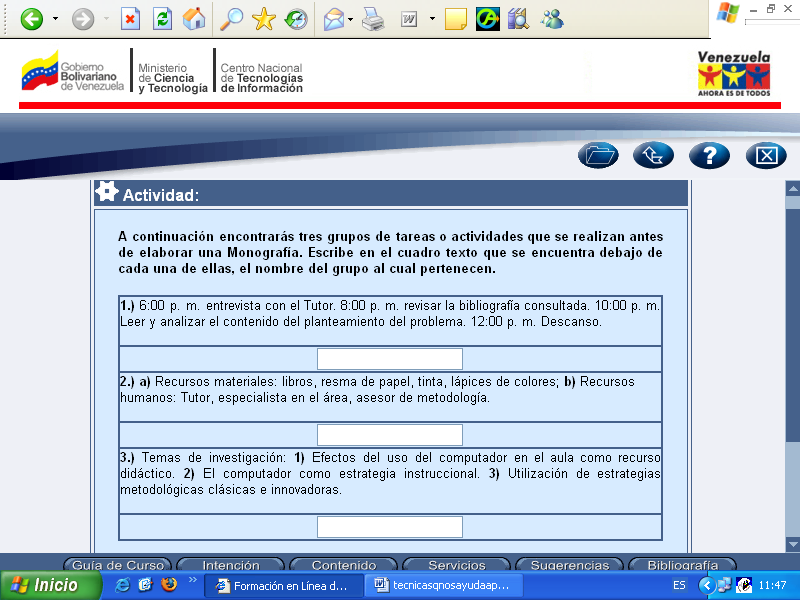 Gobierno
Bolivariano
de Venezuela
Ministerio
de Ciencia
y Tecnología
Centro Nacional
de Tecnologías
de Información
Venezuela
AHORA ES DE TODOS
Actividad:
A continuación encontrarás tres grupos de tareas o actividades que se realizan antes
de elaborar una Monografía. Escribe en el cuadro texto que se encuentra debajo de
cada una de ellas, el nombre del grupo al cual pertenecen.
1.) 6:00 p. m. entrevista con el Tutor. 8:00 p. m. revisar la bibliografía consultada. 10:00 p. m.
Leer y analizar el contenido del planteamiento del problema. 12:00 p. m. Descanso.
2.) a) Recursos materiales: libros, resma de papel, tinta, lápices de colores; b) Recursos
humanos: Tutor, especialista en el área, asesor de metodología.
3.) Temas de investigación: 1) Efectos del uso del computador en el aula como recurso
didáctico. 2) El computador como estrategia instruccional. 3) Utilización de estrategias
metodológicas clásicas e innovadoras.
Guía de Curso Intención Contenido Servicios Sugerencias Bibliografía
Inicio » Formación en Línea d... tecnicasqnosayudaap... ES 11:47